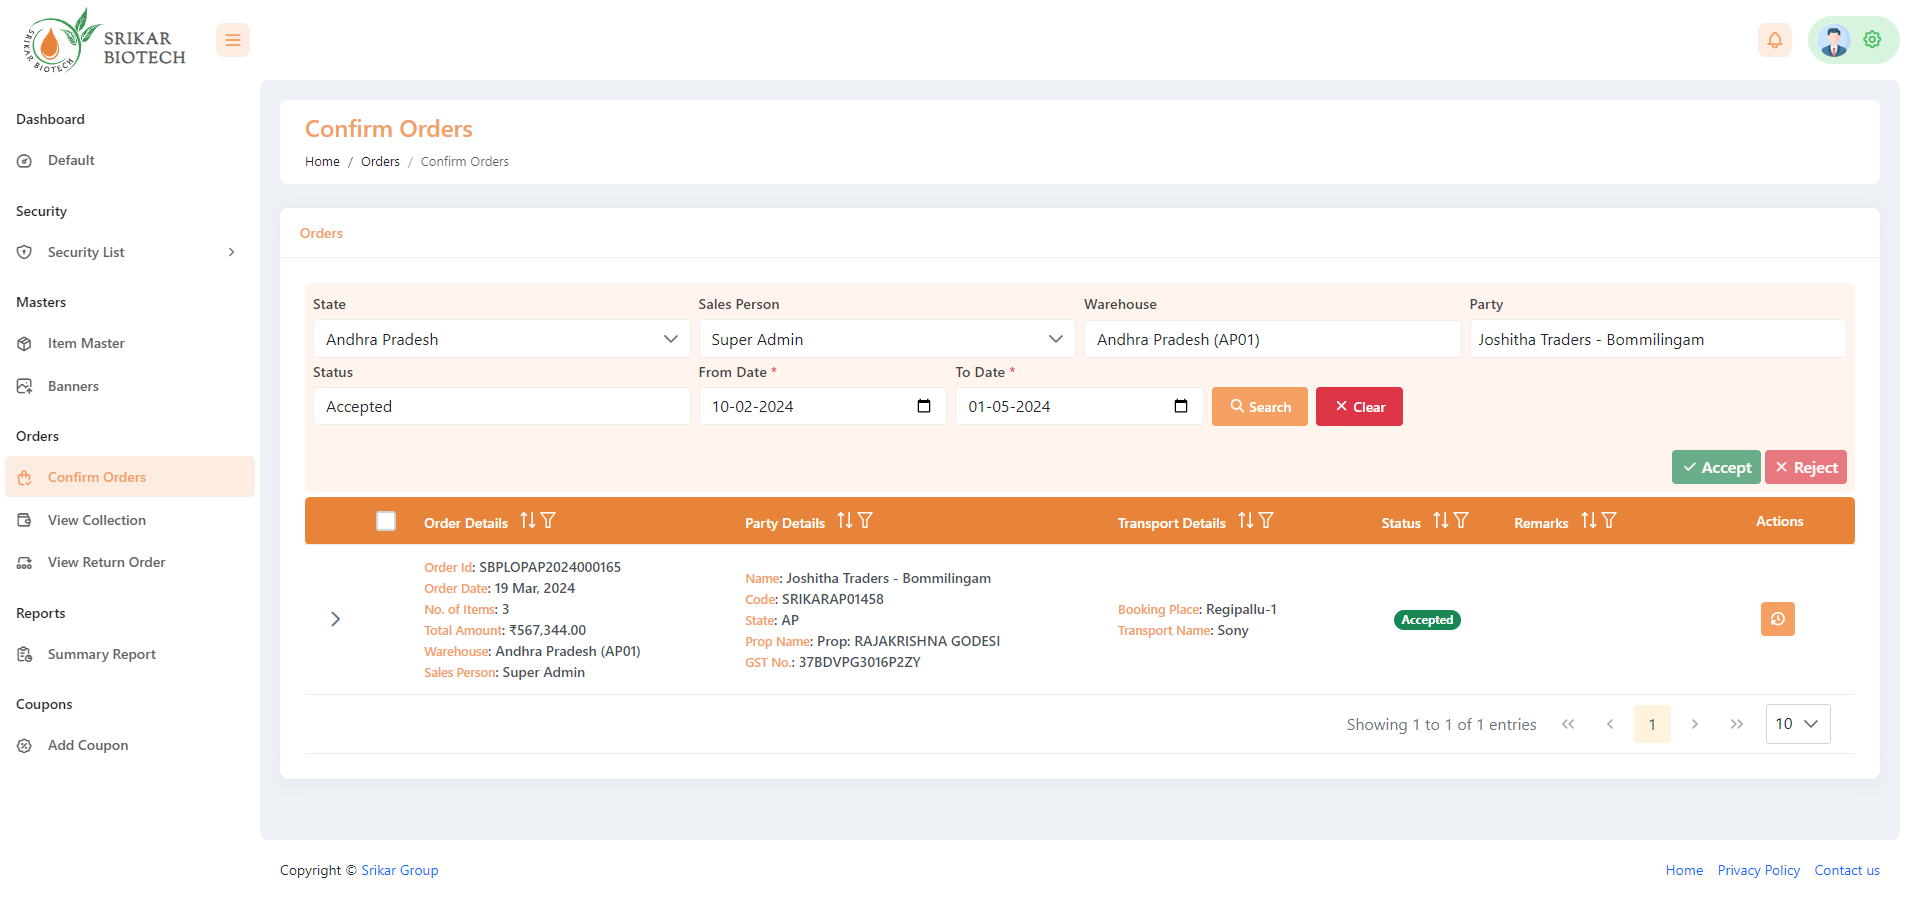 SRIKAR BIOTECH
SRIKAR
BIOTECH
Dashboard
Default
Security
Security List
Masters
Item Master
Banners
Orders
Confirm Orders
View Collection
View Return Order
Reports
Summary Report
Coupons
Add Coupon
Confirm Orders
Home / Orders / Confirm Orders
Orders
State Sales Person Warehouse Party
Andhra Pradesh Super Admin Andhra Pradesh (AP01) Joshitha Traders - Bommilingam
Status From Date * To Date *
Accepted 10-02-2024 01-05-2024 Search Clear
Accept Reject
Order Details Party Details Transport Details Status Remarks Actions
Order Id: SBPLOPAP2024000165
Order Date: 19 Mar, 2024
No. of Items: 3
Total Amount: ₹567,344.00
Warehouse: Andhra Pradesh (AP01)
Sales Person: Super Admin
Name: Joshitha Traders - Bommilingam
Code: SRIKARAP01458
State: AP
Prop Name: Prop: RAJAKRISHNA GODESI
GST No.: 37BDVPG3016P2ZY
Booking Place: Regipallu-1
Transport Name: Sony
Accepted
Showing 1 to 1 of 1 entries « ‹ 1 › » 10
Copyright © Srikar Group
Home Privacy Policy Contact us